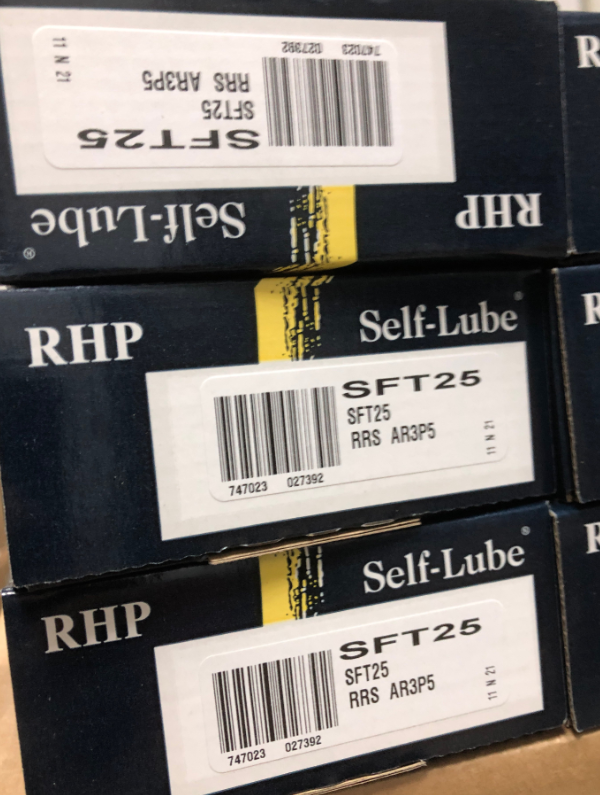 SFT25
SFT25
RRS AR3P5
747023 027392
11 N 21
RHP
Self-Lube®
R
RHP
Self-Lube®
SFT25
SFT25
RRS AR3P5
11 N 21
747023 027392
R
RHP
Self-Lube®
SFT25
SFT25
RRS AR3P5
11 N 21
747023 027392
R